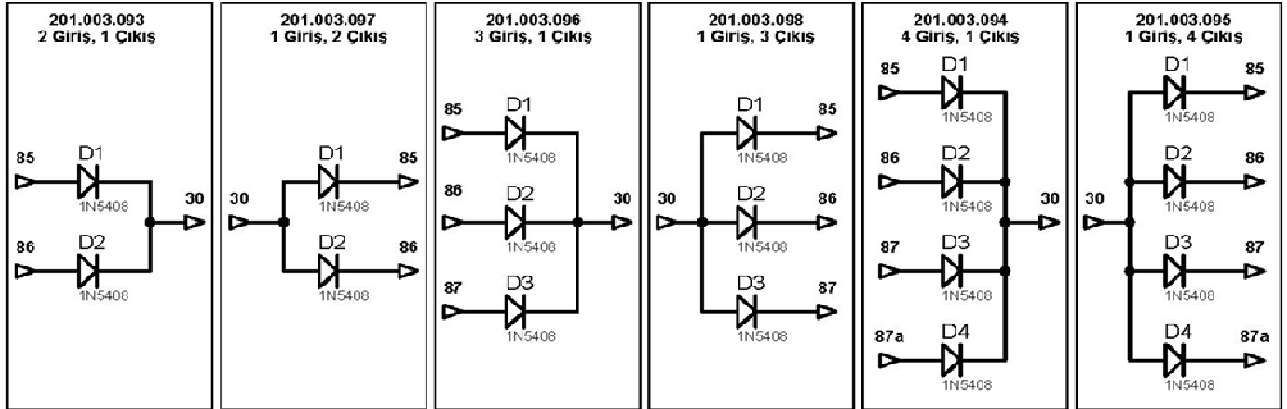 201.003.093
2 Giriş, 1 Çıkış
85
D1
1N5408
30
86
D2
1N5408
201.003.097
1 Giriş, 2 Çıkış
D1
85
1N5408
30
D2
86
1N5408
201.003.096
3 Giriş, 1 Çıkış
85
D1
1N5408
86
D2
30
1N5408
87
D3
1N5408
201.003.098
1 Giriş, 3 Çıkış
D1
85
1N5408
30
D2
86
1N5408
D3
87
1N5408
201.003.094
4 Giriş, 1 Çıkış
85
D1
1N5408
86
D2
1N5408
30
87
D3
1N5408
87a
D4
1N5408
201.003.095
1 Giriş, 4 Çıkış
D1
85
1N5408
D2
86
1N5408
30
D3
87
1N5408
D4
87a
1N5408